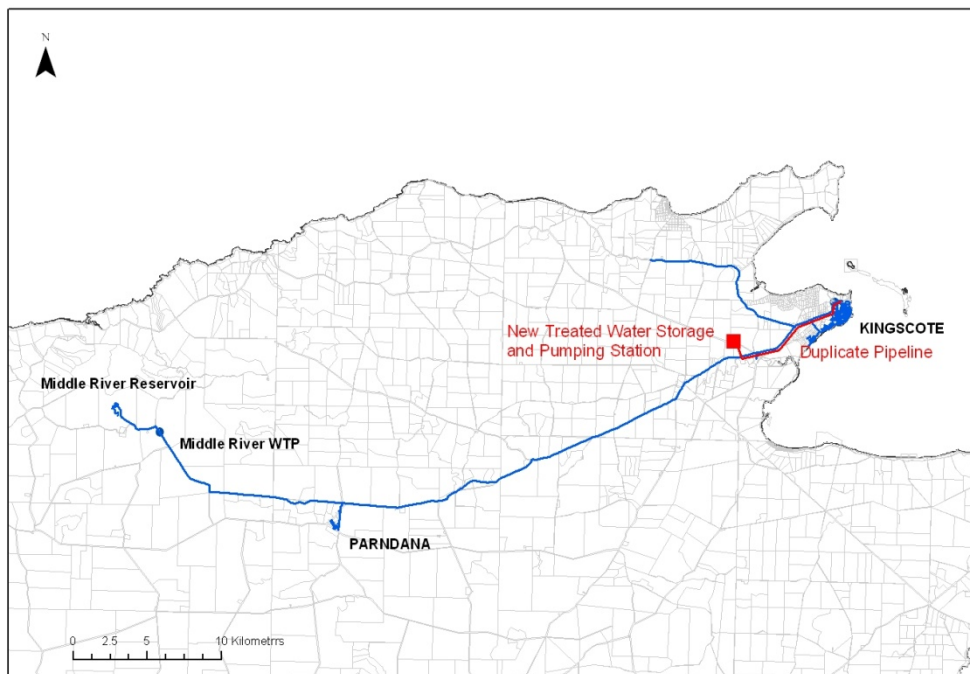 N
New Treated Water Storage
and Pumping Station
KINGSCOTE
Duplicate Pipeline
Middle River Reservoir
Middle River WTP
PARNDANA
0 2.5 5 10 Kilometrrs